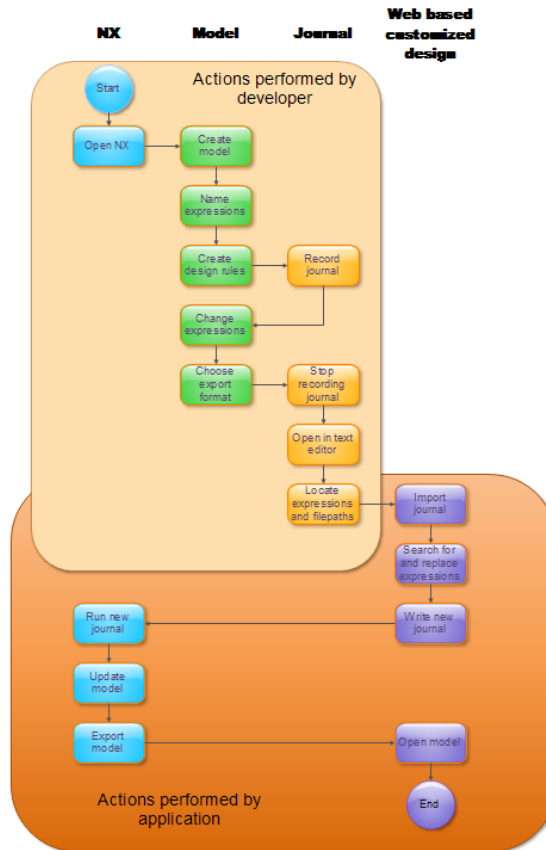 NX
Model
Journal
Web based
customized
design
Actions performed by
developer
Start
Open NX
Create
model
Name
expressions
Create
design rules
Record
journal
Change
expressions
Choose
export
format
Stop
recording
journal
Open in text
editor
Locate
expressions
and filepaths
Import
journal
Search for
and replace
expressions
Run new
journal
Write new
journal
Update
model
Export
model
Open model
End
Actions performed by
application